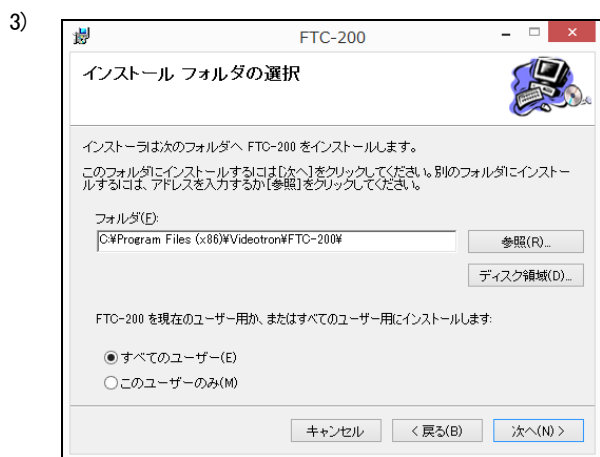 3)
FTC-200
インストール フォルダの選択
インストーラは次のフォルダへ FTC-200 をインストールします。
このフォルダにインストールするには[次へ]をクリックしてください。別のフォルダにインストー
ルするには、アドレスを入力するか[参照]をクリックしてください。
フォルダ(F):
C:¥Program Files (x86)¥Videotron¥FTC-200¥
参照(R)...
ディスク領域(D)...
FTC-200 を現在のユーザー用か、またはすべてのユーザー用にインストールします:
すべてのユーザー(E)
このユーザーのみ(M)
キャンセル
< 戻る(B)
次へ(N) >